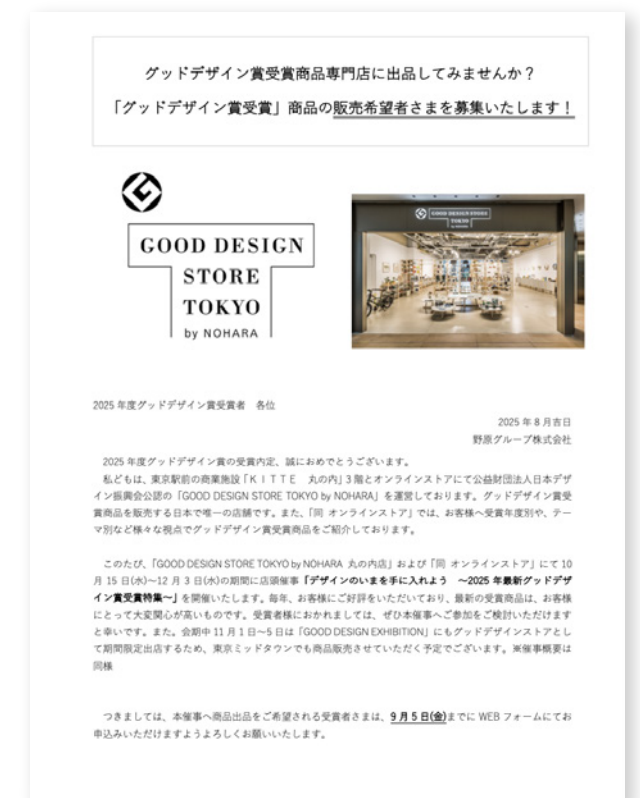 グッドデザイン賞受賞商品専門店に出品してみませんか？
「グッドデザイン賞受賞」商品の販売希望者さまを募集いたします！
GOOD DESIGN
STORE
TOKYO
by NOHARA
GOOD DESIGN STORE
TOKYO
2025 年度グッドデザイン賞受賞者　各位
2025 年 8 月吉日
野原グループ株式会社
2025 年度グッドデザイン賞の受賞内定、誠におめでとうございます。
私どもは、東京駅前の商業施設「ＫＩＴＴＥ　丸の内」3 階とオンラインストアにて公益財団法人日本デザ
イン振興会公認の「GOOD DESIGN STORE TOKYO by NOHARA」を運営しております。グッドデザイン賞受
賞商品を販売する日本で唯一の店舗です。また、「同 オンラインストア」では、お客様へ受賞年度別や、テー
マ別など様々な視点でグッドデザイン賞受賞商品をご紹介しております。
このたび、「GOOD DESIGN STORE TOKYO by NOHARA 丸の内店」および「同 オンラインストア」にて 10
月 15 日(水)～12 月 3 日(水)の期間に店頭催事「デザインのいまを手に入れよう　～2025 年最新グッドデザ
イン賞受賞特集～」を開催いたします。毎年、お客様にご好評をいただいており、最新の受賞商品は、お客様
にとって大変関心が高いものです。受賞者様におかれましては、ぜひ本催事へご参加をご検討いただけます
と幸いです。また。会期中 11 月 1 日～5 日は「GOOD DESIGN EXHIBITION」にもグッドデザインストアとし
て期間限定出店するため、東京ミッドタウンでも商品販売させていただく予定でございます。※催事概要は
同様
つきましては、本催事へ商品出品をご希望される受賞者さまは、9 月 5 日(金)までに WEB フォームにてお
申込みいただけますようよろしくお願いいたします。